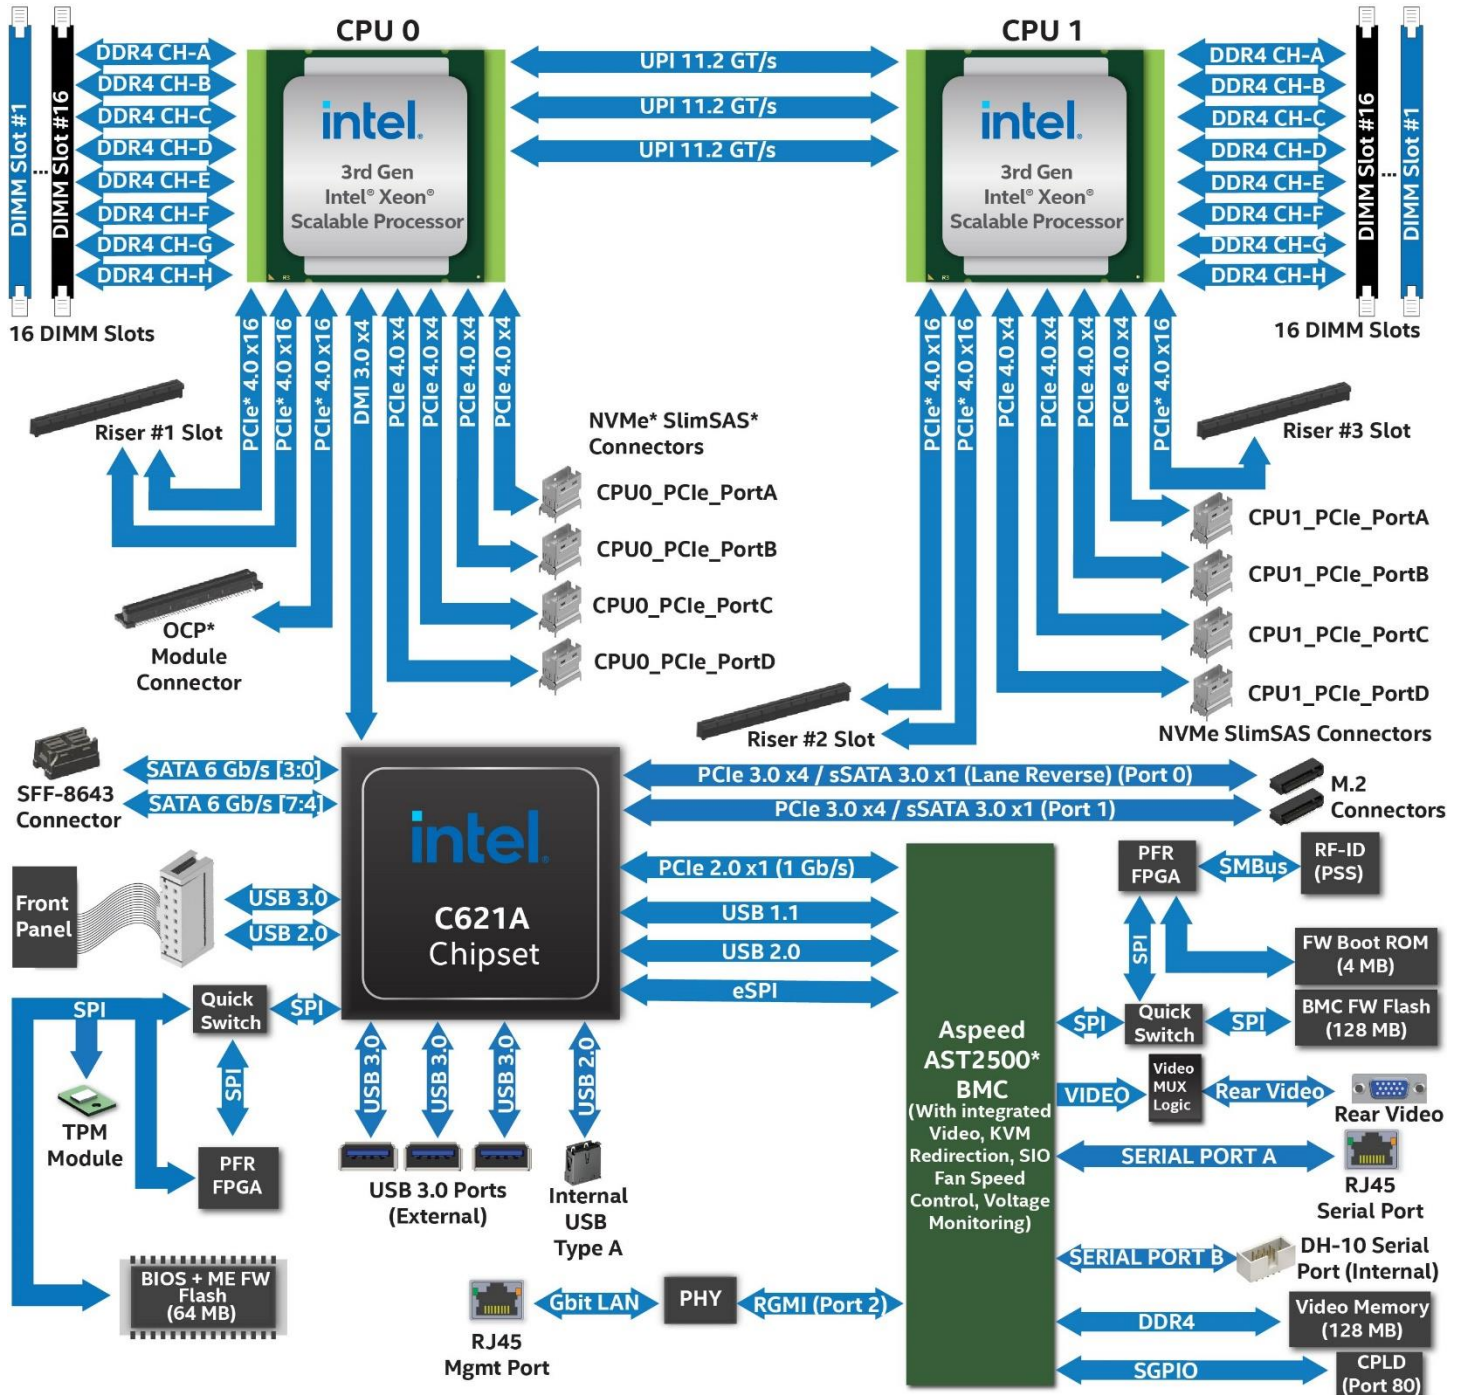 CPU 0
CPU 1
DIMM Slot #1
...
DIMM Slot #16
DDR4 CH-A
DDR4 CH-B
DDR4 CH-C
DDR4 CH-D
DDR4 CH-E
DDR4 CH-F
DDR4 CH-G
DDR4 CH-H
16 DIMM Slots
intel.
3rd Gen
Intel® Xeon®
Scalable Processor
UPI 11.2 GT/s
UPI 11.2 GT/s
UPI 11.2 GT/s
intel.
3rd Gen
Intel® Xeon®
Scalable Processor
DDR4 CH-A
DDR4 CH-B
DDR4 CH-C
DDR4 CH-D
DDR4 CH-E
DDR4 CH-F
DDR4 CH-G
DDR4 CH-H
DIMM Slot #16
...
DIMM Slot #1
16 DIMM Slots
PCIe* 4.0 x16
PCIe* 4.0 x16
PCIe* 4.0 x16
DMI 3.0 x4
PCIe 4.0 x4
PCIe 4.0 x4
PCIe 4.0 x4
PCIe 4.0 x4
PCIe* 4.0 x16
PCIe* 4.0 x16
PCIe 4.0 x4
PCIe 4.0 x4
PCIe 4.0 x4
PCIe 4.0 x4
PCIe* 4.0 x16
Riser #1 Slot
NVMe* SlimSAS*
Connectors
CPU0_PCIe_PortA
CPU0_PCIe_PortB
CPU0_PCIe_PortC
CPU0_PCIe_PortD
Riser #3 Slot
CPU1_PCIe_PortA
CPU1_PCIe_PortB
CPU1_PCIe_PortC
CPU1_PCIe_PortD
NVMe SlimSAS Connectors
OCP*
Module
Connector
Riser #2 Slot
SFF-8643
Connector
SATA 6 Gb/s [3:0]
SATA 6 Gb/s [7:4]
intel.
C621A
Chipset
PCIe 3.0 x4 / sSATA 3.0 x1 (Lane Reverse) (Port 0)
PCIe 3.0 x4 / sSATA 3.0 x1 (Port 1)
M.2
Connectors
Front
Panel
USB 3.0
USB 2.0
PCIe 2.0 x1 (1 Gb/s)
USB 1.1
USB 2.0
eSPI
PFR
FPGA
SMBus
RF-ID
(PSS)
SPI
FW Boot ROM
(4 MB)
SPI
Quick
Switch
SPI
BMC FW Flash
(128 MB)
SPI
Quick
Switch
SPI
SPI
TPM
Module
PFR
FPGA
BIOS + ME FW
Flash
(64 MB)
USB 3.0
USB 3.0
USB 3.0
USB 2.0
USB 3.0 Ports
(External)
Internal
USB
Type A
Aspeed
AST2500*
BMC
(With integrated
Video, KVM
Redirection, SIO
Fan Speed
Control, Voltage
Monitoring)
VIDEO
Video
MUX
Logic
Rear Video
Rear Video
SERIAL PORT A
RJ45
Serial Port
SERIAL PORT B
DH-10 Serial
Port (Internal)
RJ45
Mgmt Port
Gbit LAN
PHY
RGMI (Port 2)
DDR4
Video Memory
(128 MB)
SGPIO
CPLD
(Port 80)